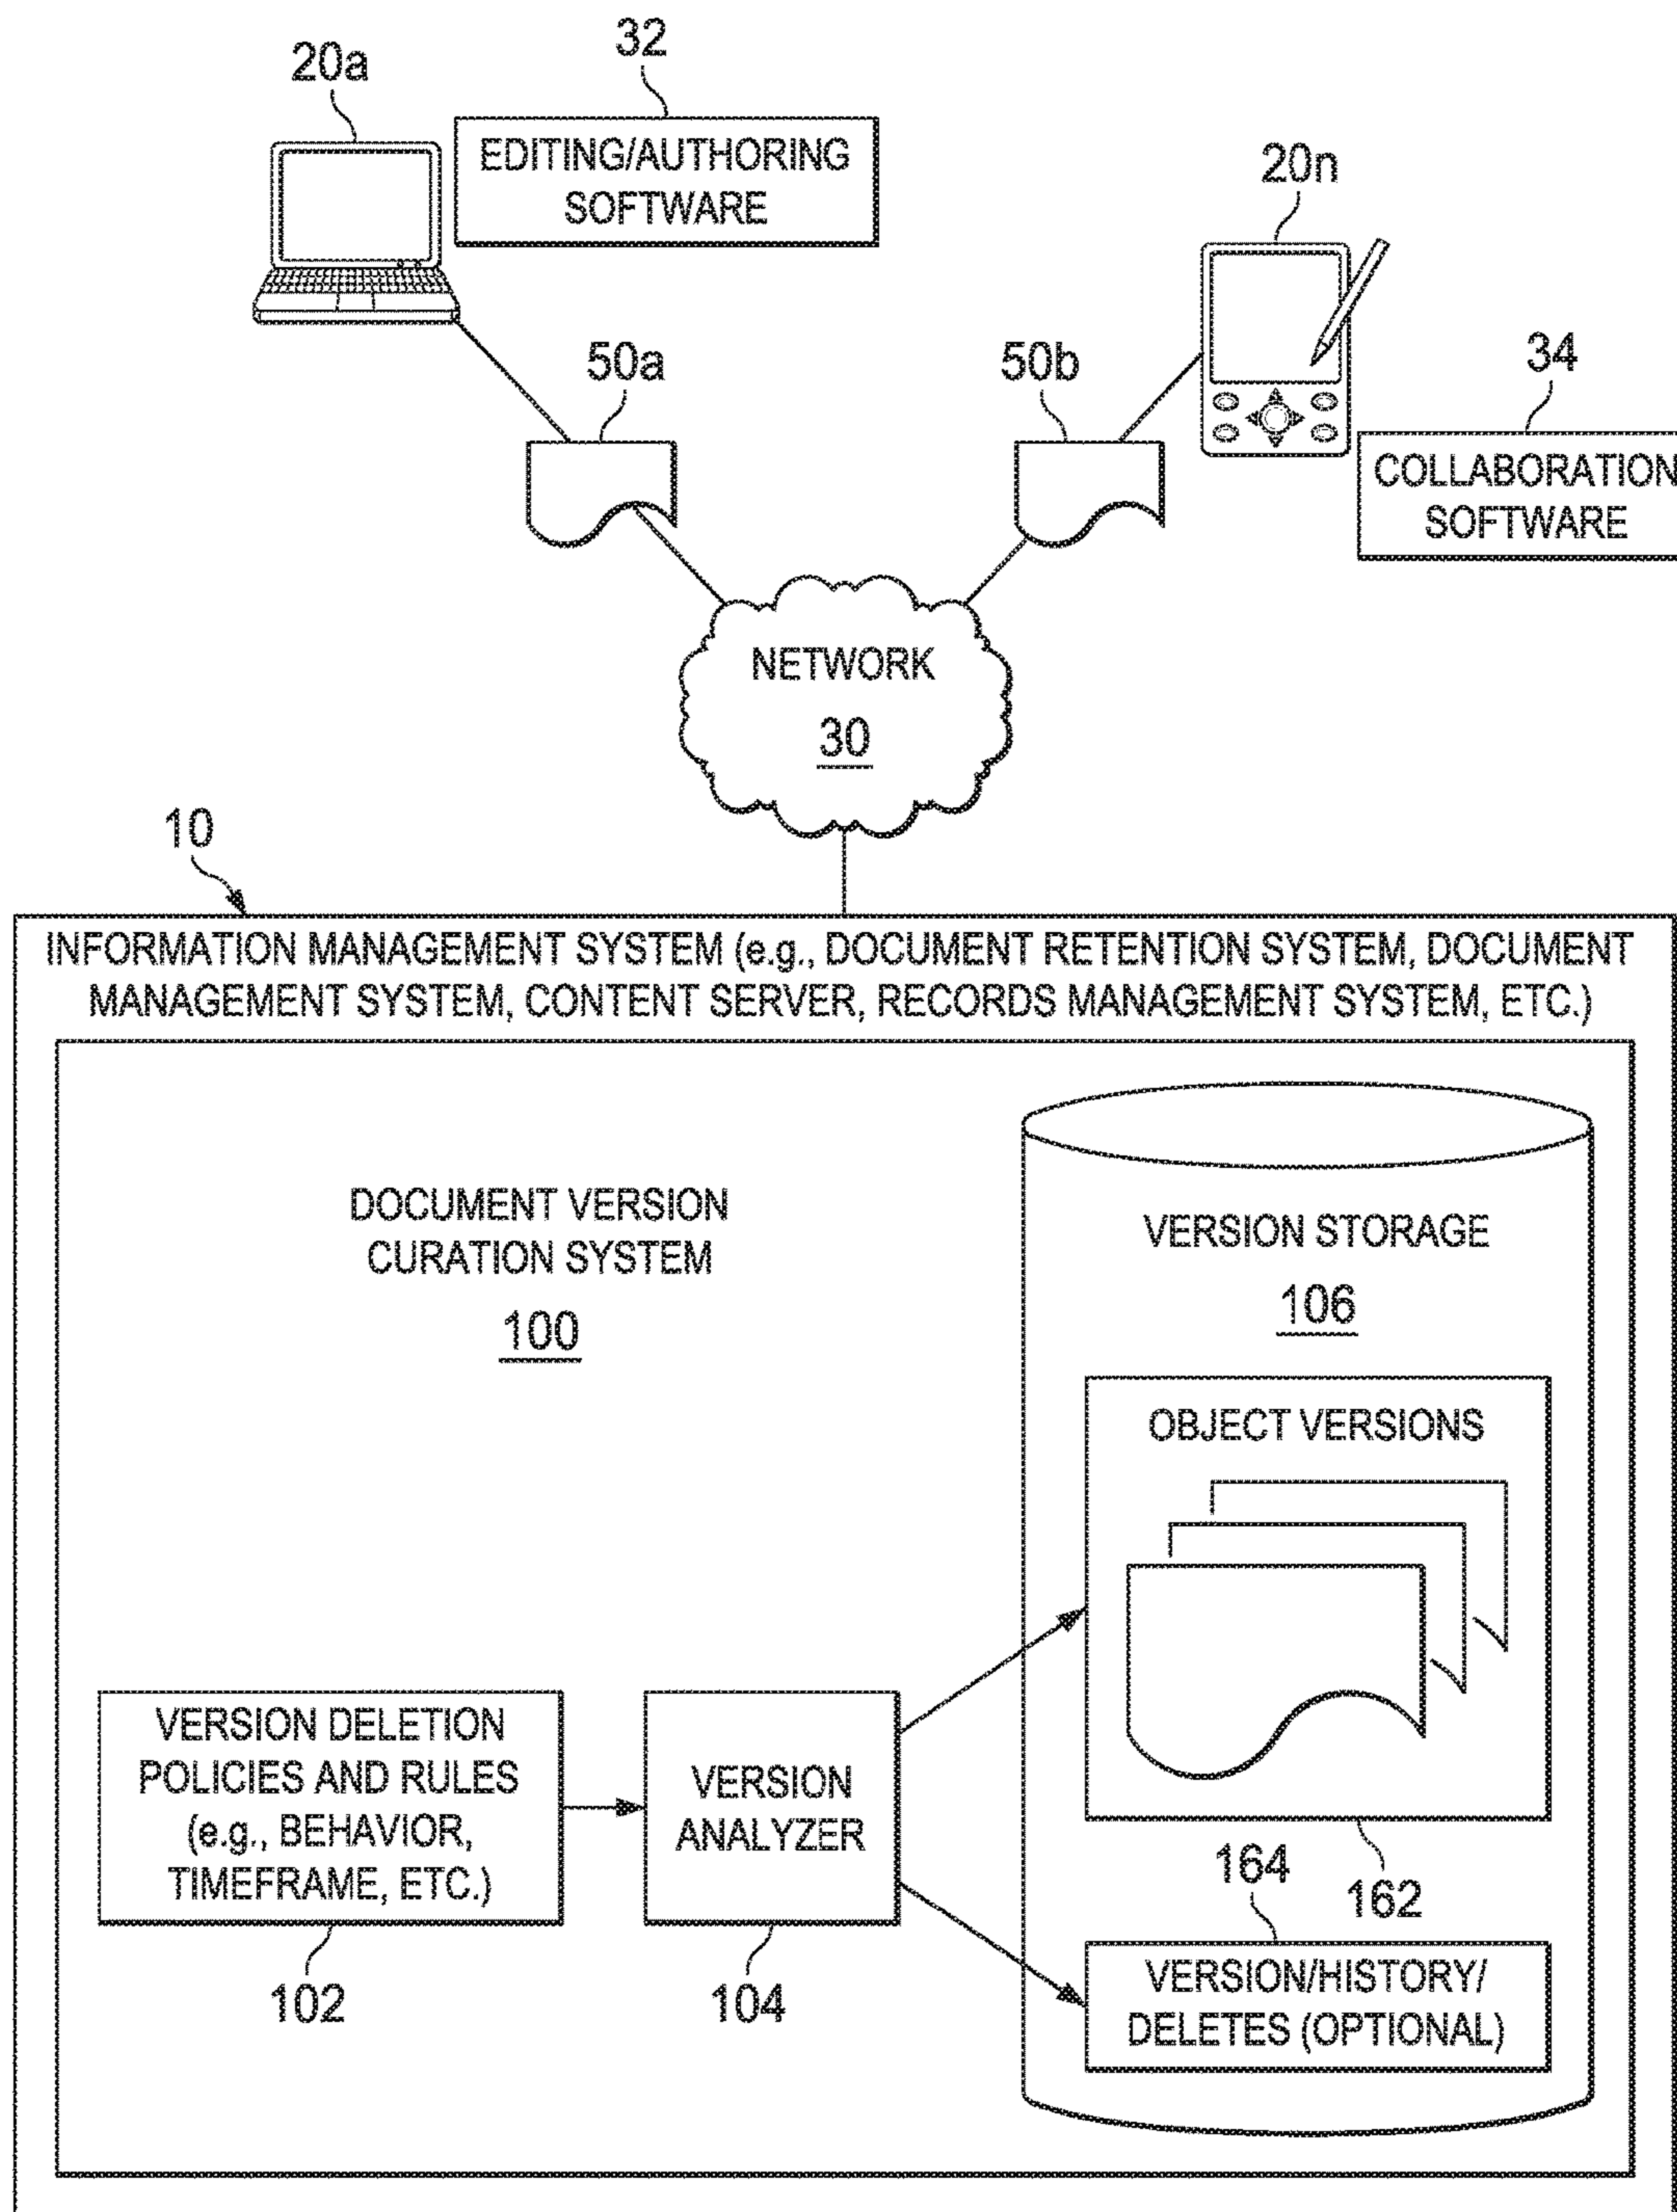 32
20a
EDITING/AUTHORING
SOFTWARE
20n
50a
50b
34
COLLABORATION
SOFTWARE
NETWORK
30
10
INFORMATION MANAGEMENT SYSTEM (e.g., DOCUMENT RETENTION SYSTEM, DOCUMENT
MANAGEMENT SYSTEM, CONTENT SERVER, RECORDS MANAGEMENT SYSTEM, ETC.)
DOCUMENT VERSION
CURATION SYSTEM
100
VERSION STORAGE
106
OBJECT VERSIONS
VERSION DELETION
POLICIES AND RULES
(e.g., BEHAVIOR,
TIMEFRAME, ETC.)
VERSION
ANALYZER
164
162
102
104
VERSION/HISTORY/
DELETES (OPTIONAL)